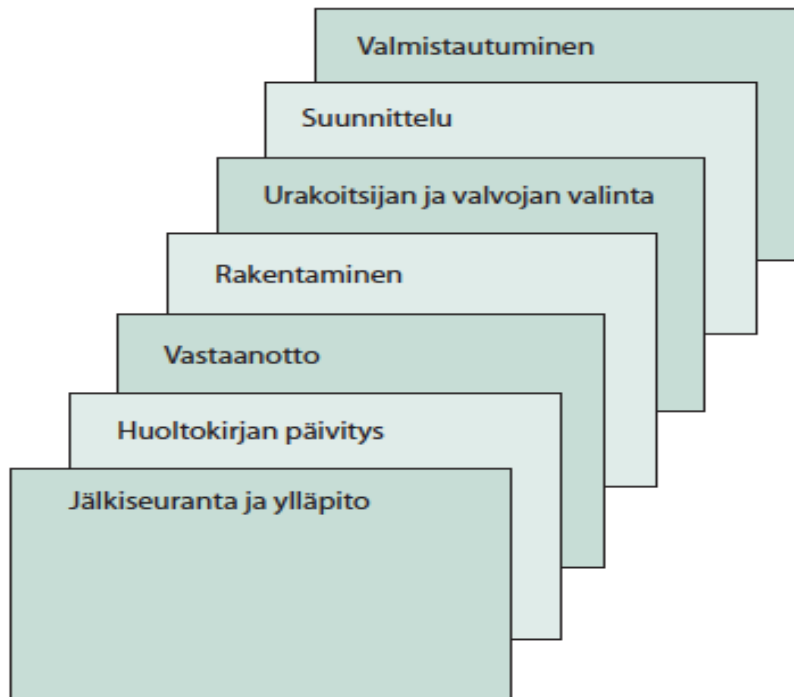 Valmistautuminen
Suunnittelu
Urakoitsijan ja valvojan valinta
Rakentaminen
Vastaanotto
Huoltokirjan päivitys
Jälkiseuranta ja ylläpito